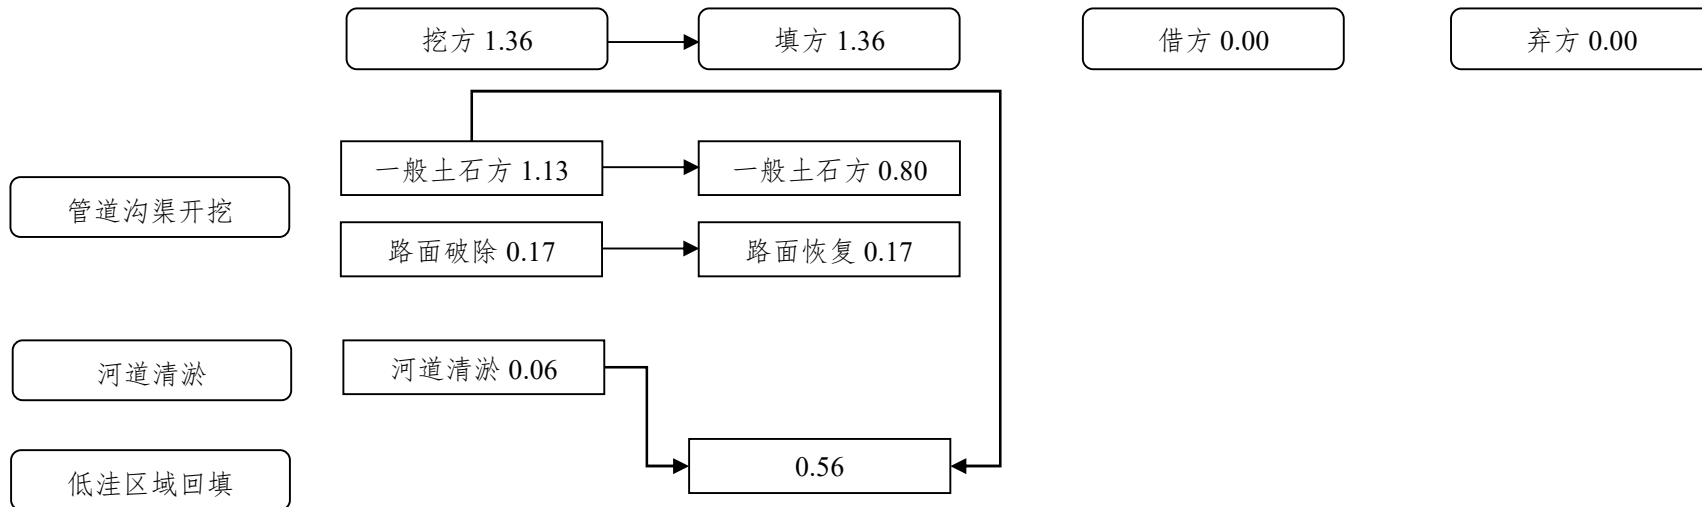 挖方 1.36
填方 1.36
借方 0.00
弃方 0.00
管道沟渠开挖
一般土石方 1.13
一般土石方 0.80
路面破除 0.17
路面恢复 0.17
河道清淤
河道清淤 0.06
低洼区域回填
0.56